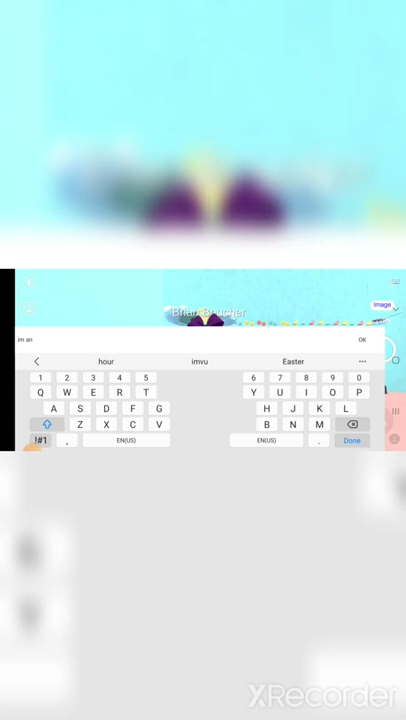 Image
Brian Boucher
im an
OK
hour imvu Easter
1 2 3 4 5 6 7 8 9 0
Q W E R T Y U I O P
A S D F G H J K L
Z X C V B N M
!#1 , EN(US) EN(US) . Done
XRecorder